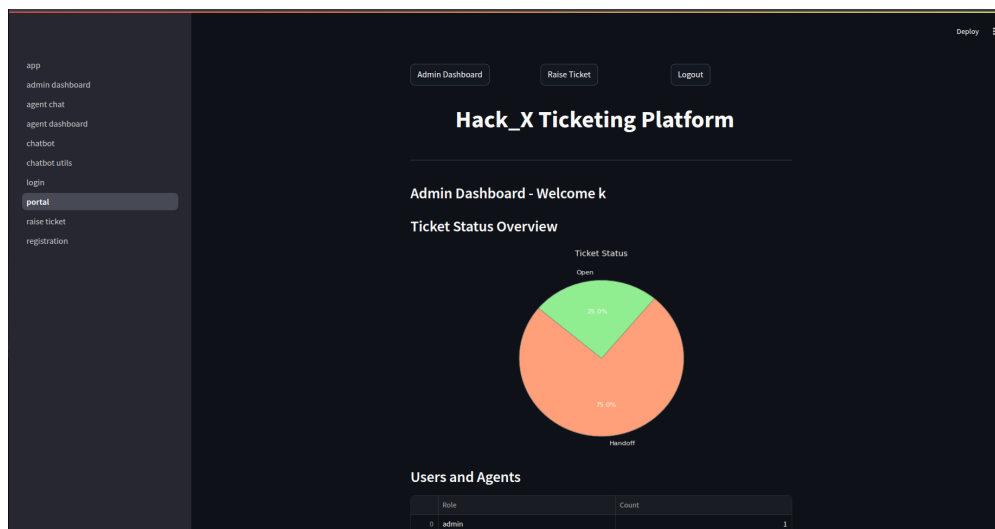 Deploy
app
admin dashboard
agent chat
agent dashboard
chatbot
chatbot utils
login
portal
raise ticket
registration
Admin Dashboard
Raise Ticket
Logout
Hack_X Ticketing Platform
Admin Dashboard - Welcome k
Ticket Status Overview
Ticket Status
Open
25.0%
75.0%
Handoff
Users and Agents
Role Count
0 admin 1